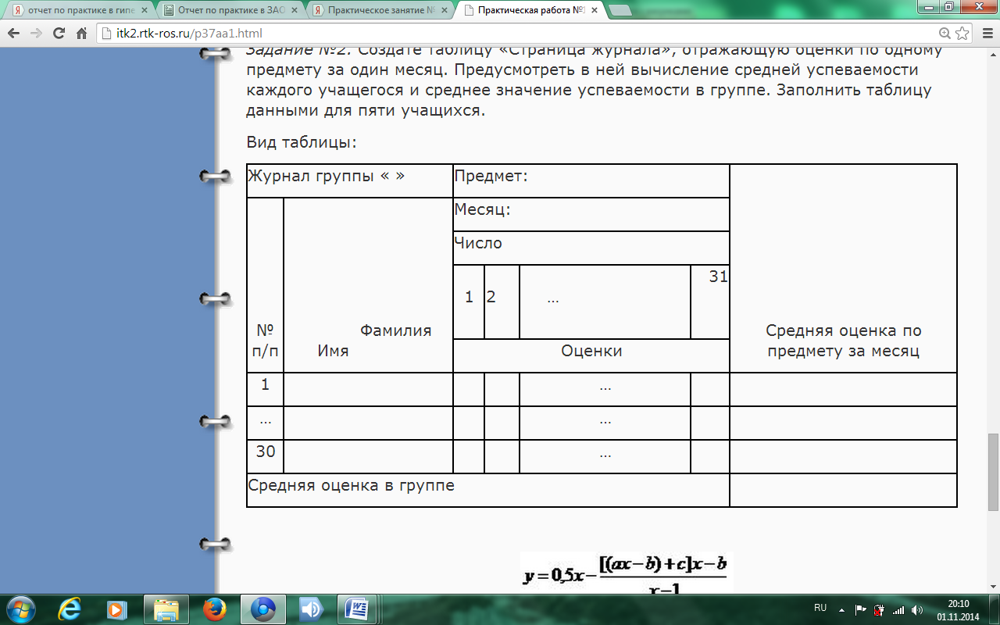 отчет по практике в гипе
Отчет по практике в ЗАО
Практическое занятие №
Практическая работа №
itk2.rtk-ros.ru/p37aa1.html
Задание №2. Создате таблицу «Страница журнала», отражающую оценки по одному
предмету за один месяц. Предусмотреть в ней вычисление средней успеваемости
каждого учащегося и среднее значение успеваемости в группе. Заполнить таблицу
данными для пяти учащихся.
Вид таблицы:
Журнал группы « »
Предмет:
Месяц:
Число
1 2 ... 31
№
п/п
Фамилия
Имя
Оценки
Средняя оценка по
предмету за месяц
1 ...
... ...
30 ...
Средняя оценка в группе
y = 0,5x − [(ax − b) + c]x − b
x − 1
RU
20:10
01.11.2014